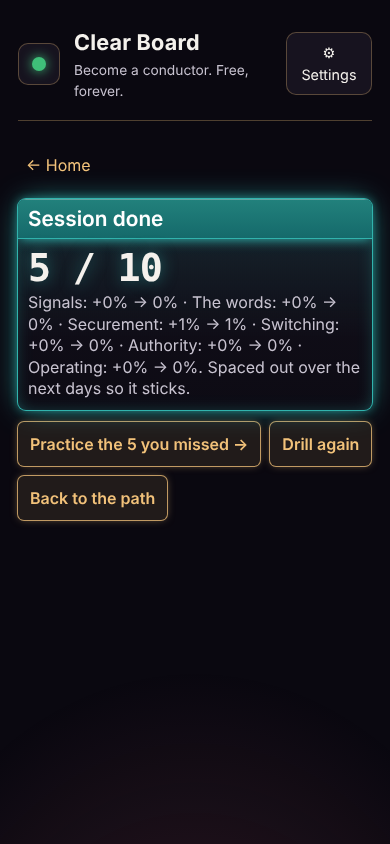 Clear Board
Become a conductor. Free,
forever.
⚙
Settings
← Home
Session done
5 / 10
Signals: +0% → 0% · The words: +0% →
0% · Securement: +1% → 1% · Switching:
+0% → 0% · Authority: +0% → 0% ·
Operating: +0% → 0%. Spaced out over the
next days so it sticks.
Practice the 5 you missed →
Drill again
Back to the path